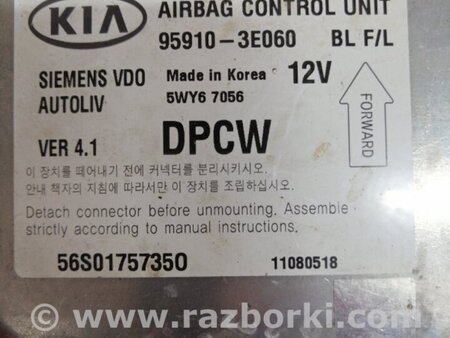 KIA
AIRBAG CONTROL UNIT
95910-3E060 BL F/L
SIEMENS VDO Made in Korea 12V
AUTOLIV 5WY6 7056
FORWARD
VER 4.1 DPCW
이 장치를 떼어내기 전에 커넥터를 분리시키시오.
안내 책자의 지침에 따라서만 이 장치를 조립하십시오.
Detach connector before unmounting. Assemble
strictly according to manual instructions.
56S01757350 11080518
www.razborki.com